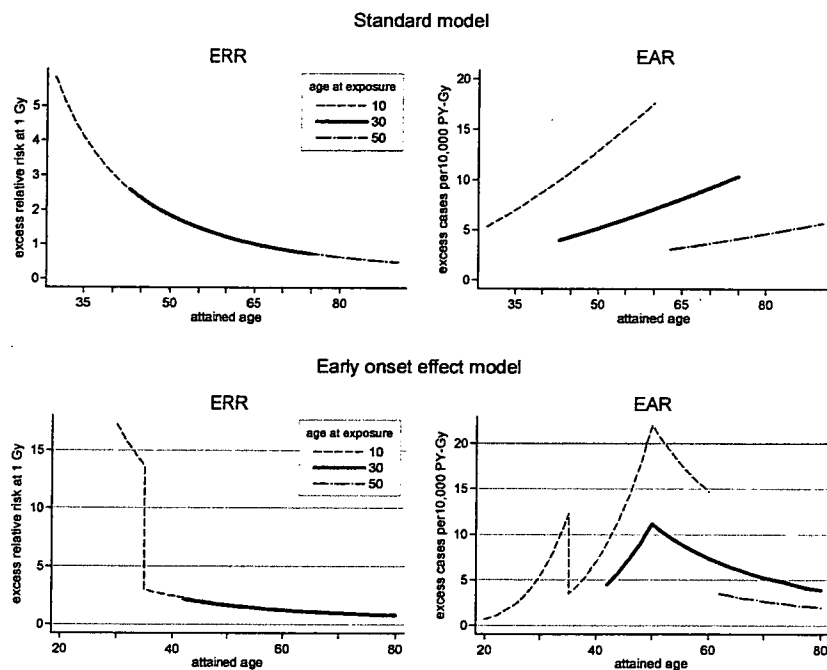 Standard model
ERR
EAR
excess relative risk at 1 Gy
5
4
3
2
1
0
age at exposure
10
30
50
35
50
65
80
attained age
excess cases per10,000 PY-Gy
20
15
10
5
0
35
50
65
80
attained age
Early onset effect model
ERR
EAR
excess relative risk at 1 Gy
15
10
5
0
age at exposure
10
30
50
20
40
60
80
attained age
excess cases per10,000 PY-Gy
20
15
10
5
0
20
40
60
80
attained age